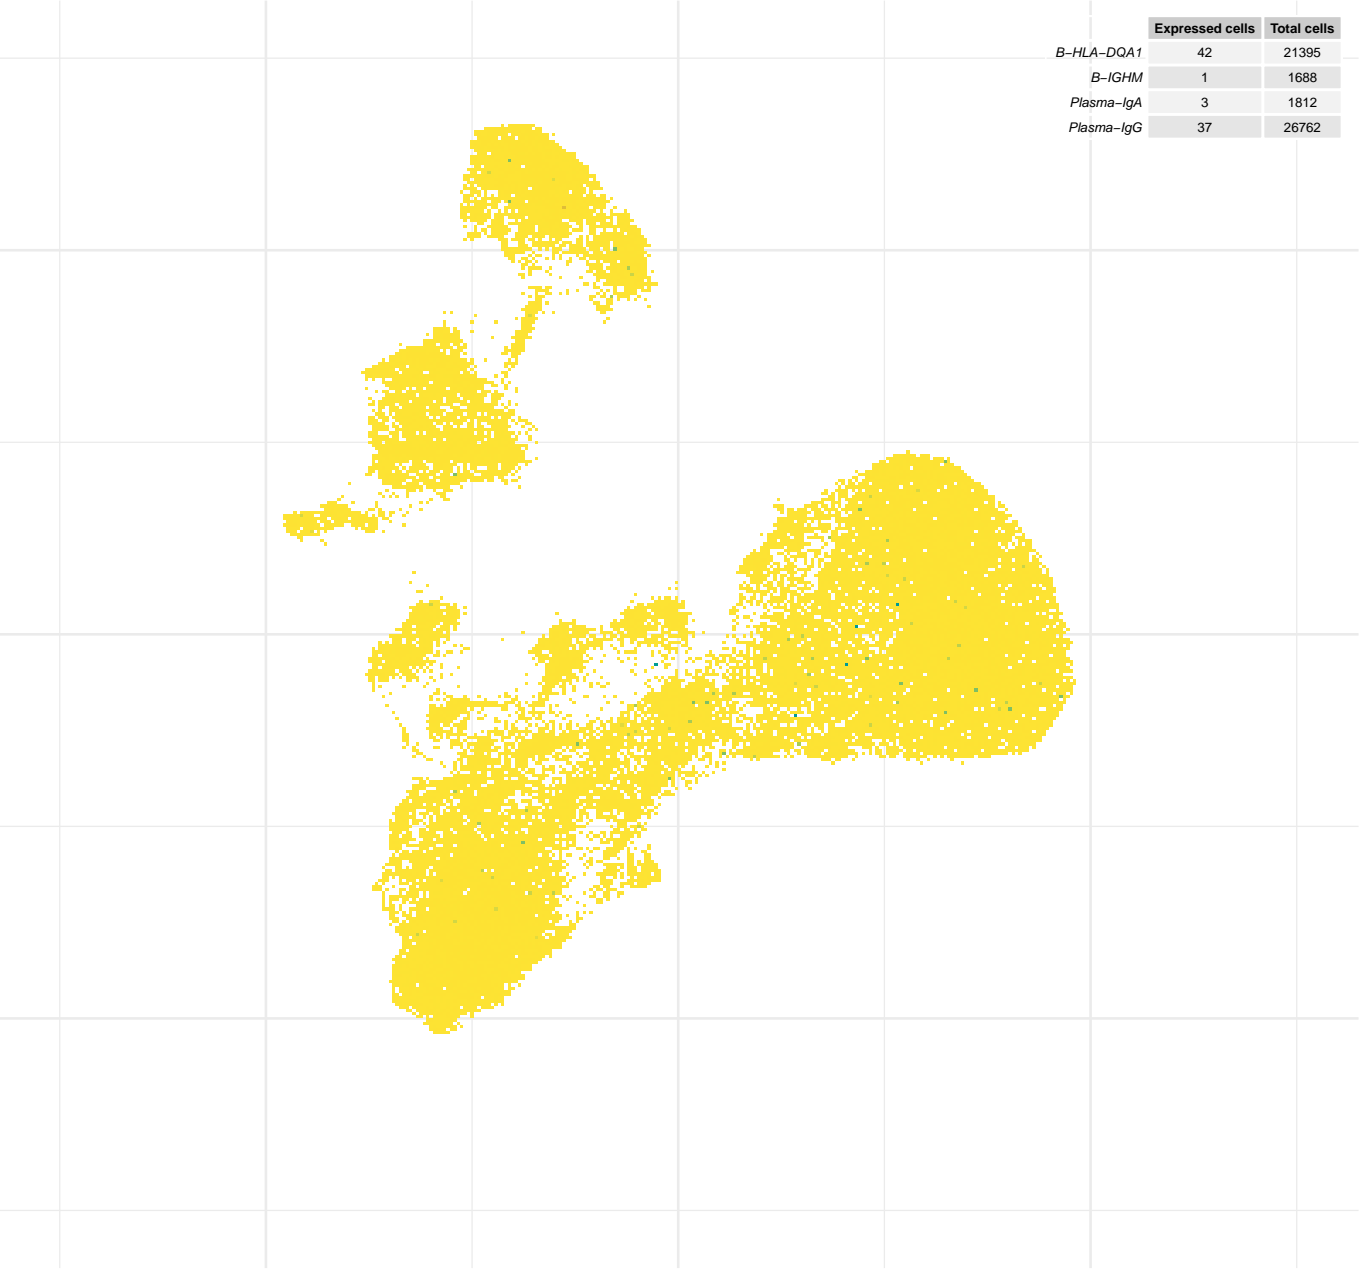 Expressed cells Total cells
B−HLA−DQA1 42 21395
B−IGHM 1 1688
Plasma−IgA 3 1812
Plasma−IgG 37 26762